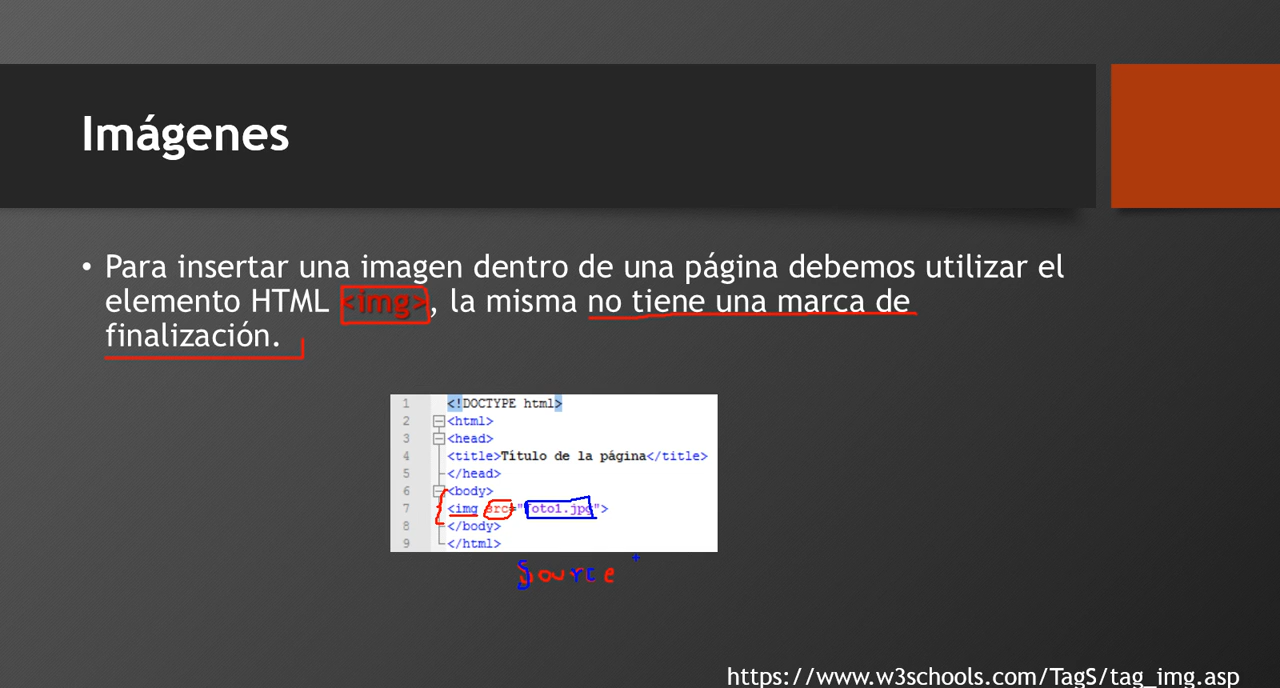 Imágenes
• Para insertar una imagen dentro de una página debemos utilizar el
elemento HTML <img>, la misma no tiene una marca de
finalización.
1 <!DOCTYPE html>
2 <html>
3 <head>
4 <title>Título de la página</title>
5 </head>
6 <body>
7 <img src="foto1.jpg">
8 </body>
9 </html>
Source
https://www.w3schools.com/TagS/tag_img.asp